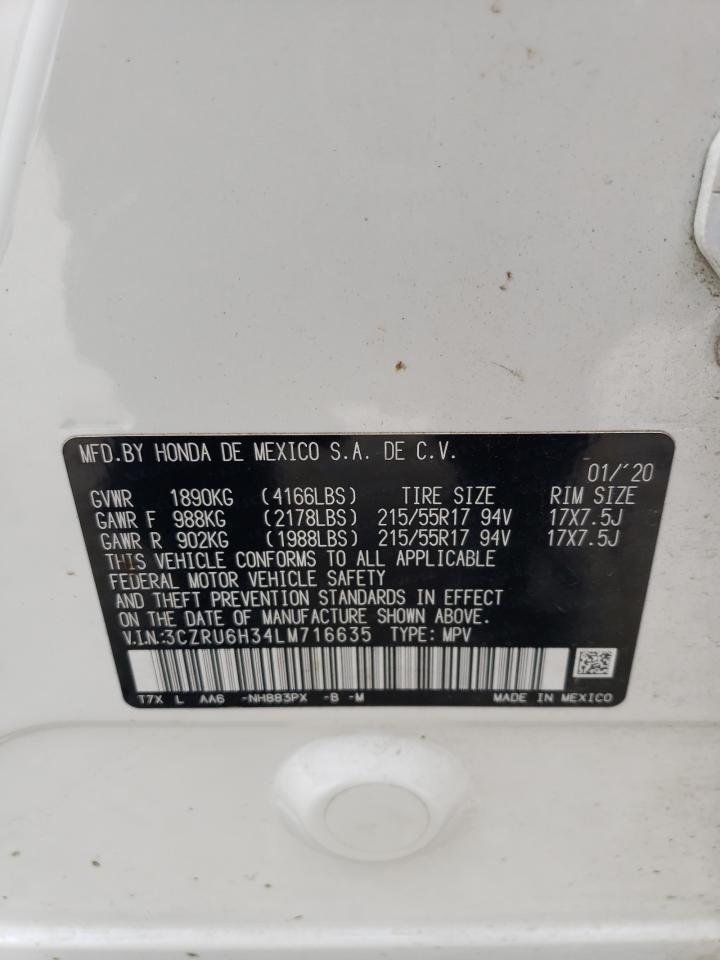 MFD.BY HONDA DE MEXICO S.A. DE C.V.
01/'20
GVWR 1890KG (4166LBS) TIRE SIZE RIM SIZE
GAWR F 988KG (2178LBS) 215/55R17 94V 17X7.5J
GAWR R 902KG (1988LBS) 215/55R17 94V 17X7.5J
THIS VEHICLE CONFORMS TO ALL APPLICABLE
FEDERAL MOTOR VEHICLE SAFETY
AND THEFT PREVENTION STANDARDS IN EFFECT
ON THE DATE OF MANUFACTURE SHOWN ABOVE.
V.I.N.:3CZRU6H34LM716635 TYPE: MPV
T7X L AA6 -NH883PX -B -M MADE IN MEXICO